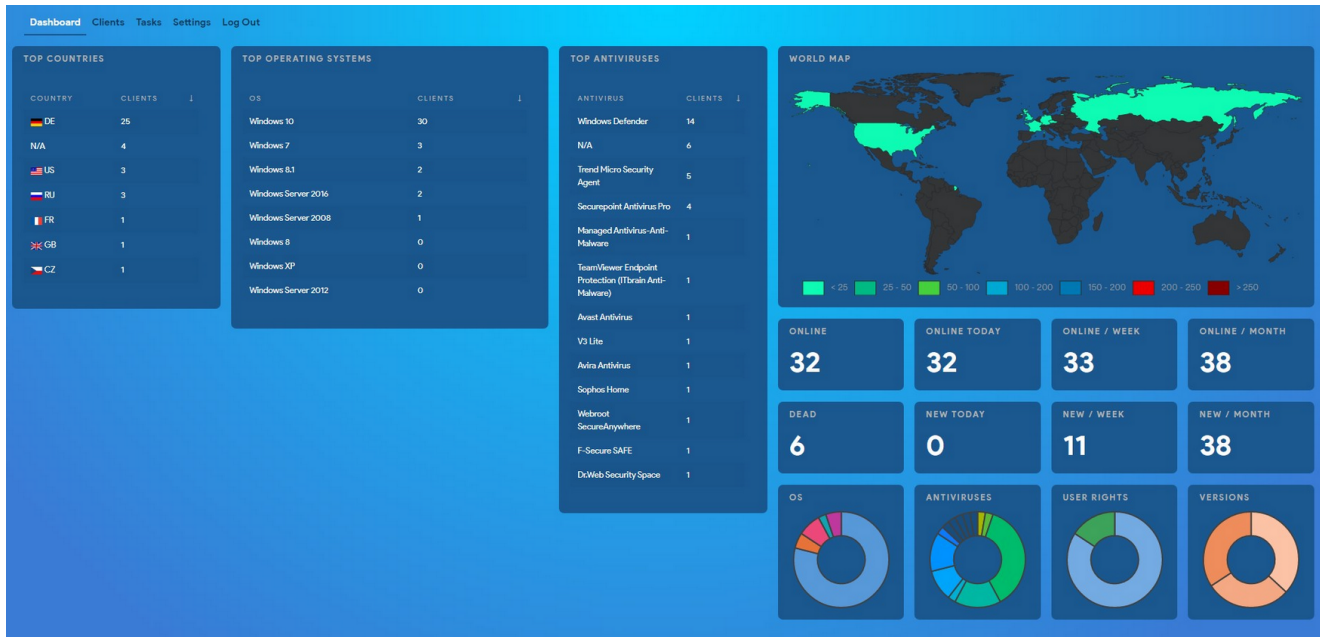 Dashboard Clients Tasks Settings Log Out
TOP COUNTRIES
COUNTRY CLIENTS ↓
DE 25
N/A 4
US 3
RU 3
FR 1
GB 1
CZ 1
TOP OPERATING SYSTEMS
OS CLIENTS ↓
Windows 10 30
Windows 7 3
Windows 8.1 2
Windows Server 2016 2
Windows Server 2008 1
Windows 8 0
Windows XP 0
Windows Server 2012 0
TOP ANTIVIRUSES
ANTIVIRUS CLIENTS ↓
Windows Defender 14
N/A 6
Trend Micro Security
Agent 5
Securepoint Antivirus Pro 4
Managed Antivirus-Anti-
Malware 1
TeamViewer Endpoint
Protection (ITbrain Anti- 1
Malware)
Avast Antivirus 1
V3 Lite 1
Avira Antivirus 1
Sophos Home 1
Webroot
SecureAnywhere 1
F-Secure SAFE 1
Dr.Web Security Space 1
WORLD MAP
< 25 25 - 50 50 - 100 100 - 200 150 - 200 200 - 250 > 250
ONLINE ONLINE TODAY ONLINE / WEEK ONLINE / MONTH
32 32 33 38
DEAD NEW TODAY NEW / WEEK NEW / MONTH
6 0 11 38
OS ANTIVIRUSES USER RIGHTS VERSIONS